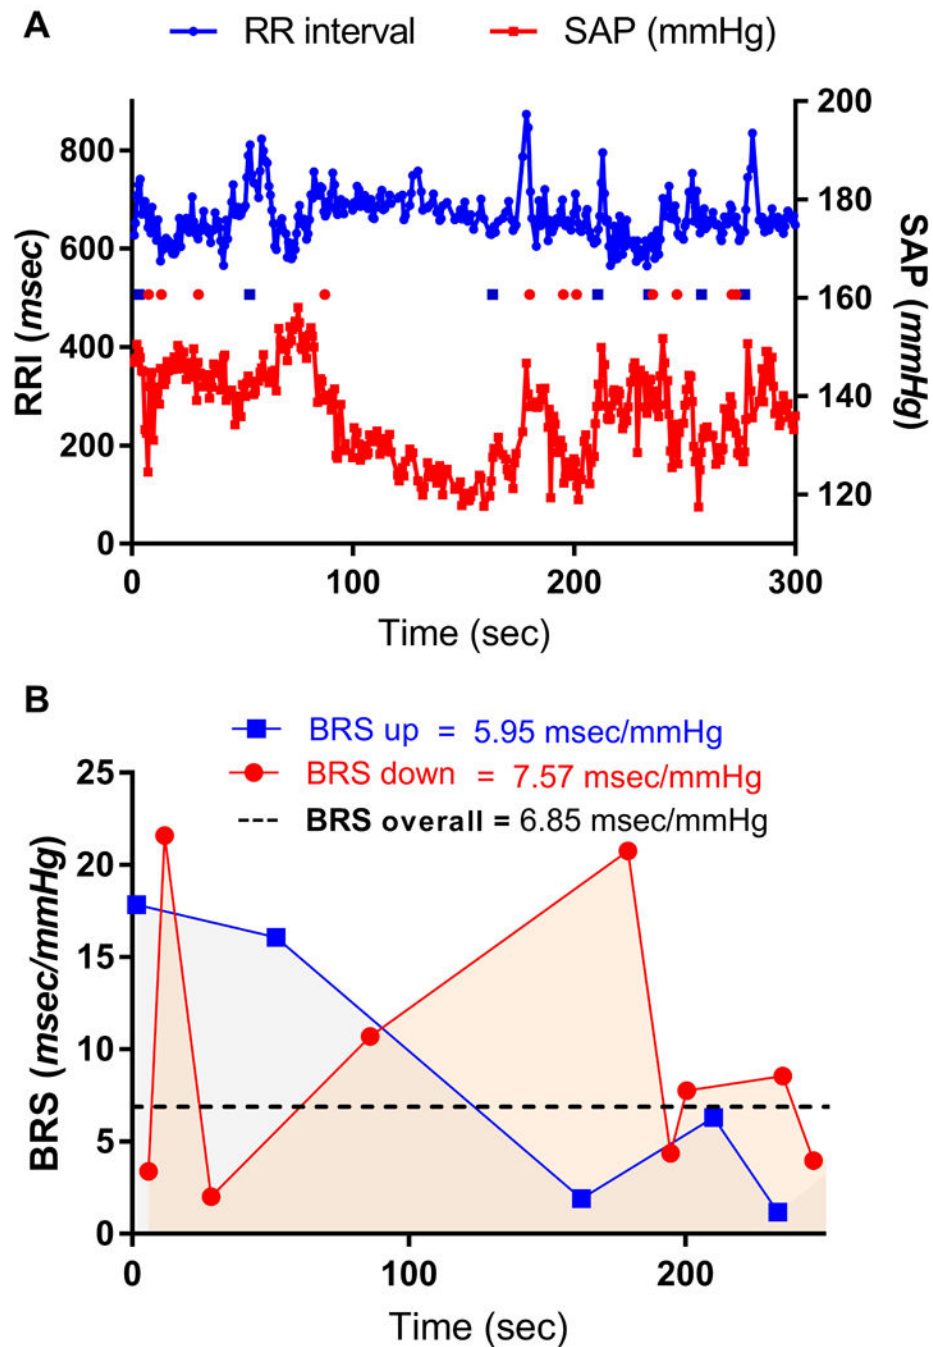 A
RR interval SAP (mmHg)
RRI (msec)
800
600
400
200
0
200
180
160
140
120
SAP (mmHg)
0 100 200 300
Time (sec)
B
BRS up = 5.95 msec/mmHg
BRS down = 7.57 msec/mmHg
BRS overall = 6.85 msec/mmHg
BRS (msec/mmHg)
25
20
15
10
5
0
0 100 200
Time (sec)